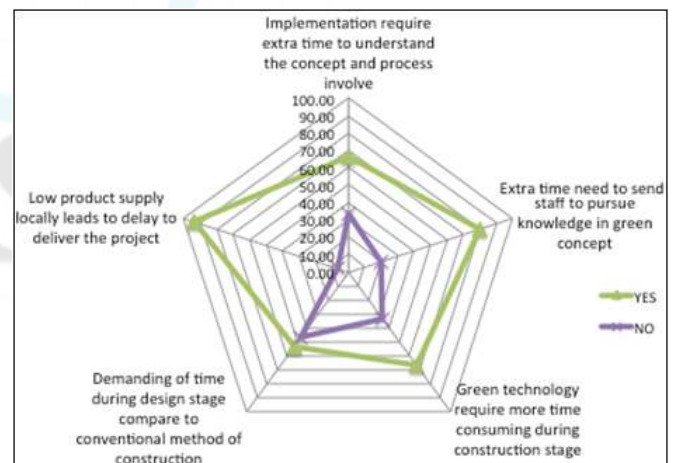 Implementation require
extra time to understand
the concept and process
involve
100.00
90.00
80.00
70.00
60.00
50.00
40.00
30.00
20.00
10.00
0.00
Extra time need to send
staff to pursue
knowledge in green
concept
Low product supply
locally leads to delay to
deliver the project
YES
NO
Demanding of time
during design stage
compare to
conventional method of
construction
Green technology
require more time
consuming during
construction stage